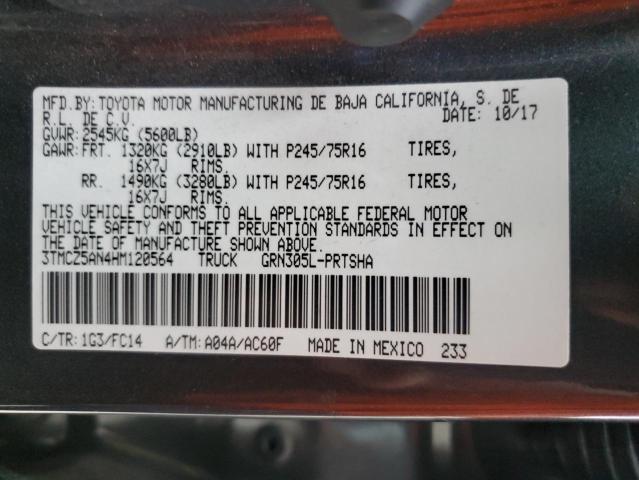 MFD.BY: TOYOTA MOTOR MANUFACTURING DE BAJA CALIFORNIA, S. DE
R.L. DE C.V. DATE: 10/17
GVWR: 2545KG (5600LB)
GAWR: FRT. 1320KG (2910LB) WITH P245/75R16 TIRES,
16X7J RIMS.
RR. 1490KG (3280LB) WITH P245/75R16 TIRES,
16X7J RIMS.
THIS VEHICLE CONFORMS TO ALL APPLICABLE FEDERAL MOTOR
VEHICLE SAFETY AND THEFT PREVENTION STANDARDS IN EFFECT ON
THE DATE OF MANUFACTURE SHOWN ABOVE.
3TMCZ5AN4HM120564 TRUCK GRN305L-PRTSHA
C/TR: 1G3/FC14 A/TM: A04A/AC60F MADE IN MEXICO 233